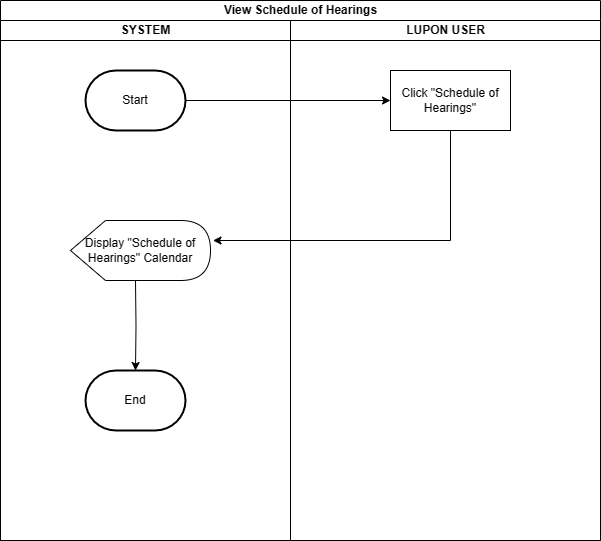 View Schedule of Hearings
SYSTEM
LUPON USER
Start
Click "Schedule of
Hearings"
Display "Schedule of
Hearings" Calendar
End